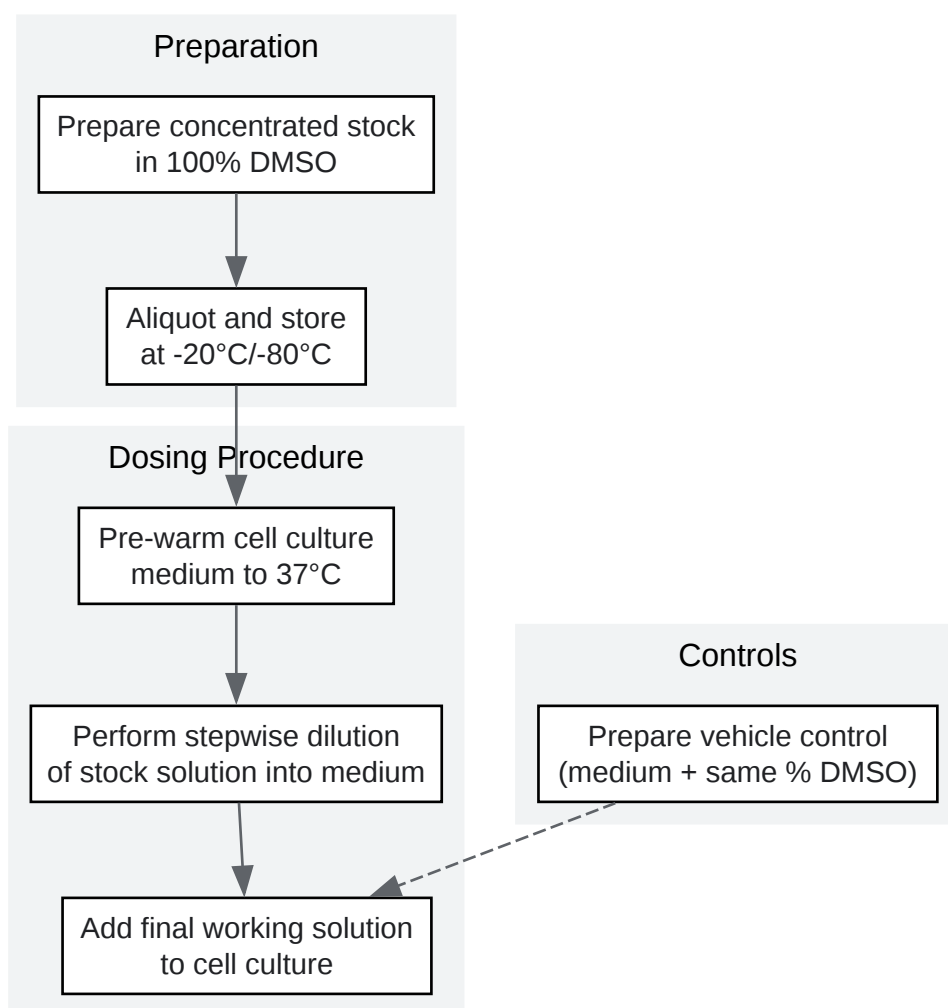 Preparation
Prepare concentrated stock
in 100% DMSO
Aliquot and store
at -20°C/-80°C
Dosing Procedure
Pre-warm cell culture
medium to 37°C
Perform stepwise dilution
of stock solution into medium
Add final working solution
to cell culture
Controls
Prepare vehicle control
(medium + same % DMSO)